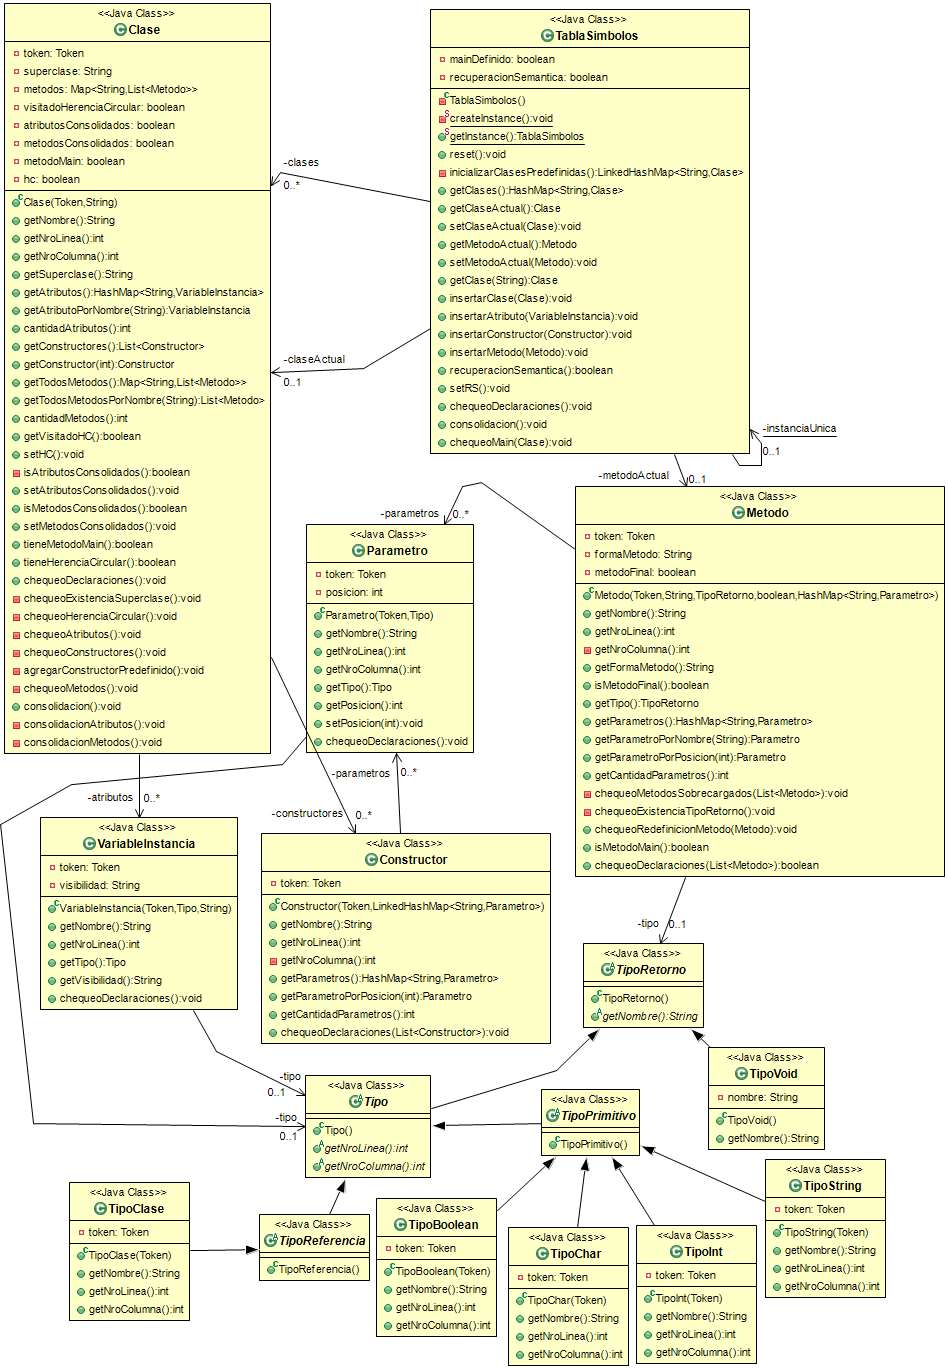 <<Java Class>>
Clase
token: Token
superclase: String
metodos: Map<String,List<Metodo>>
visitadoHerenciaCircular: boolean
atributosConsolidados: boolean
metodosConsolidados: boolean
metodoMain: boolean
hc: boolean
Clase(Token,String)
getNombre():String
getNroLinea():int
getNroColumna():int
getSuperclase():String
getAtributos():HashMap<String,VariableInstancia>
getAtributoPorNombre(String):VariableInstancia
cantidadAtributos():int
getConstructores():List<Constructor>
getConstructor(int):Constructor
getTodosMetodos():Map<String,List<Metodo>>
getTodosMetodosPorNombre(String):List<Metodo>
cantidadMetodos():int
getVisitadoHC():boolean
setHC():void
isAtributosConsolidados():boolean
setAtributosConsolidados():void
isMetodosConsolidados():boolean
setMetodosConsolidados():void
tieneMetodoMain():boolean
tieneHerenciaCircular():boolean
chequeoDeclaraciones():void
chequeoExistenciaSuperclase():void
chequeoHerenciaCircular():void
chequeoAtributos():void
chequeoConstructores():void
agregarConstructorPredefinido():void
chequeoMetodos():void
consolidacion():void
consolidacionAtributos():void
consolidacionMetodos():void
<<Java Class>>
TablaSimbolos
mainDefinido: boolean
recuperacionSemantica: boolean
TablaSimbolos()
createInstance():void
getInstance():TablaSimbolos
reset():void
inicializarClasesPredefinidas():LinkedHashMap<String,Clase>
getClases():HashMap<String,Clase>
getClaseActual():Clase
setClaseActual(Clase):void
getMetodoActual():Metodo
setMetodoActual(Metodo):void
getClase(String):Clase
insertarClase(Clase):void
insertarAtributo(VariableInstancia):void
insertarConstructor(Constructor):void
insertarMetodo(Metodo):void
recuperacionSemantica():boolean
setRS():void
chequeoDeclaraciones():void
consolidacion():void
chequeoMain(Clase):void
-clases
0..*
-claseActual
0..1
-instanciaUnica
0..1
-metodoActual
0..1
-parametros
0..*
<<Java Class>>
Parametro
token: Token
posicion: int
Parametro(Token,Tipo)
getNombre():String
getNroLinea():int
getNroColumna():int
getTipo():Tipo
getPosicion():int
setPosicion(int):void
chequeoDeclaraciones():void
<<Java Class>>
Metodo
token: Token
formaMetodo: String
metodoFinal: boolean
Metodo(Token,String,TipoRetorno,boolean,HashMap<String,Parametro>)
getNombre():String
getNroLinea():int
getNroColumna():int
getFormaMetodo():String
isMetodoFinal():boolean
getTipo():TipoRetorno
getParametros():HashMap<String,Parametro>
getParametroPorNombre(String):Parametro
getParametroPorPosicion(int):Parametro
getCantidadParametros():int
chequeoMetodosSobrecargados(List<Metodo>):void
chequeoExistenciaTipoRetorno():void
chequeoRedefinicionMetodo(Metodo):void
isMetodoMain():boolean
chequeoDeclaraciones(List<Metodo>):boolean
-parametros
0..*
-atributos
0..*
-constructores
0..*
<<Java Class>>
VariableInstancia
token: Token
visibilidad: String
VariableInstancia(Token,Tipo,String)
getNombre():String
getNroLinea():int
getTipo():Tipo
getVisibilidad():String
chequeoDeclaraciones():void
<<Java Class>>
Constructor
token: Token
Constructor(Token,LinkedHashMap<String,Parametro>)
getNombre():String
getNroLinea():int
getNroColumna():int
getParametros():HashMap<String,Parametro>
getParametroPorPosicion(int):Parametro
getCantidadParametros():int
chequeoDeclaraciones(List<Constructor>):void
-tipo
0..1
<<Java Class>>
TipoRetorno
TipoRetorno()
getNombre():String
-tipo
0..1
-tipo
0..1
<<Java Class>>
Tipo
Tipo()
getNroLinea():int
getNroColumna():int
<<Java Class>>
TipoPrimitivo
TipoPrimitivo()
<<Java Class>>
TipoVoid
nombre: String
TipoVoid()
getNombre():String
<<Java Class>>
TipoClase
token: Token
TipoClase(Token)
getNombre():String
getNroLinea():int
getNroColumna():int
<<Java Class>>
TipoReferencia
TipoReferencia()
<<Java Class>>
TipoBoolean
token: Token
TipoBoolean(Token)
getNombre():String
getNroLinea():int
getNroColumna():int
<<Java Class>>
TipoChar
token: Token
TipoChar(Token)
getNombre():String
getNroLinea():int
getNroColumna():int
<<Java Class>>
TipoInt
token: Token
TipoInt(Token)
getNombre():String
getNroLinea():int
getNroColumna():int
<<Java Class>>
TipoString
token: Token
TipoString(Token)
getNombre():String
getNroLinea():int
getNroColumna():int